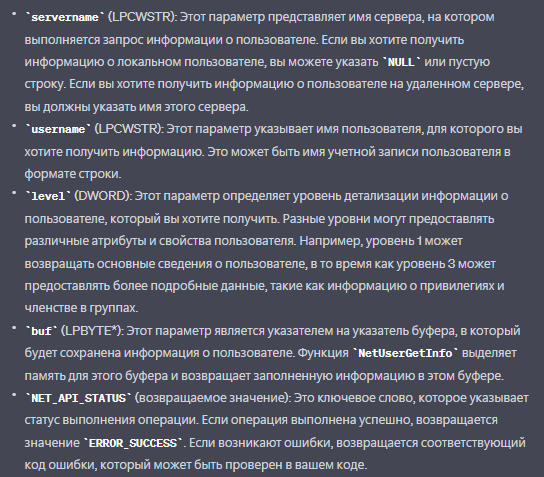 • `servername` (LPCWSTR): Этот параметр представляет имя сервера, на котором
выполняется запрос информации о пользователе. Если вы хотите получить
информацию о локальном пользователе, вы можете указать `NULL` или пустую
строку. Если вы хотите получить информацию о пользователе на удаленном сервере,
вы должны указать имя этого сервера.
• `username` (LPCWSTR): Этот параметр указывает имя пользователя, для которого вы
хотите получить информацию. Это может быть имя учетной записи пользователя в
формате строки.
• `level` (DWORD): Этот параметр определяет уровень детализации информации о
пользователе, который вы хотите получить. Разные уровни могут предоставлять
различные атрибуты и свойства пользователя. Например, уровень 1 может
возвращать основные сведения о пользователе, в то время как уровень 3 может
предоставлять более подробные данные, такие как информацию о привилегиях и
членстве в группах.
• `buf` (LPBYTE*): Этот параметр является указателем на указатель буфера, в который
будет сохранена информация о пользователе. Функция `NetUserGetInfo` выделяет
память для этого буфера и возвращает заполненную информацию в этом буфере.
• `NET_API_STATUS` (возвращаемое значение): Это ключевое слово, которое указывает
статус выполнения операции. Если операция выполнена успешно, возвращается
значение `ERROR_SUCCESS`. Если возникают ошибки, возвращается соответствующий
код ошибки, который может быть проверен в вашем коде.